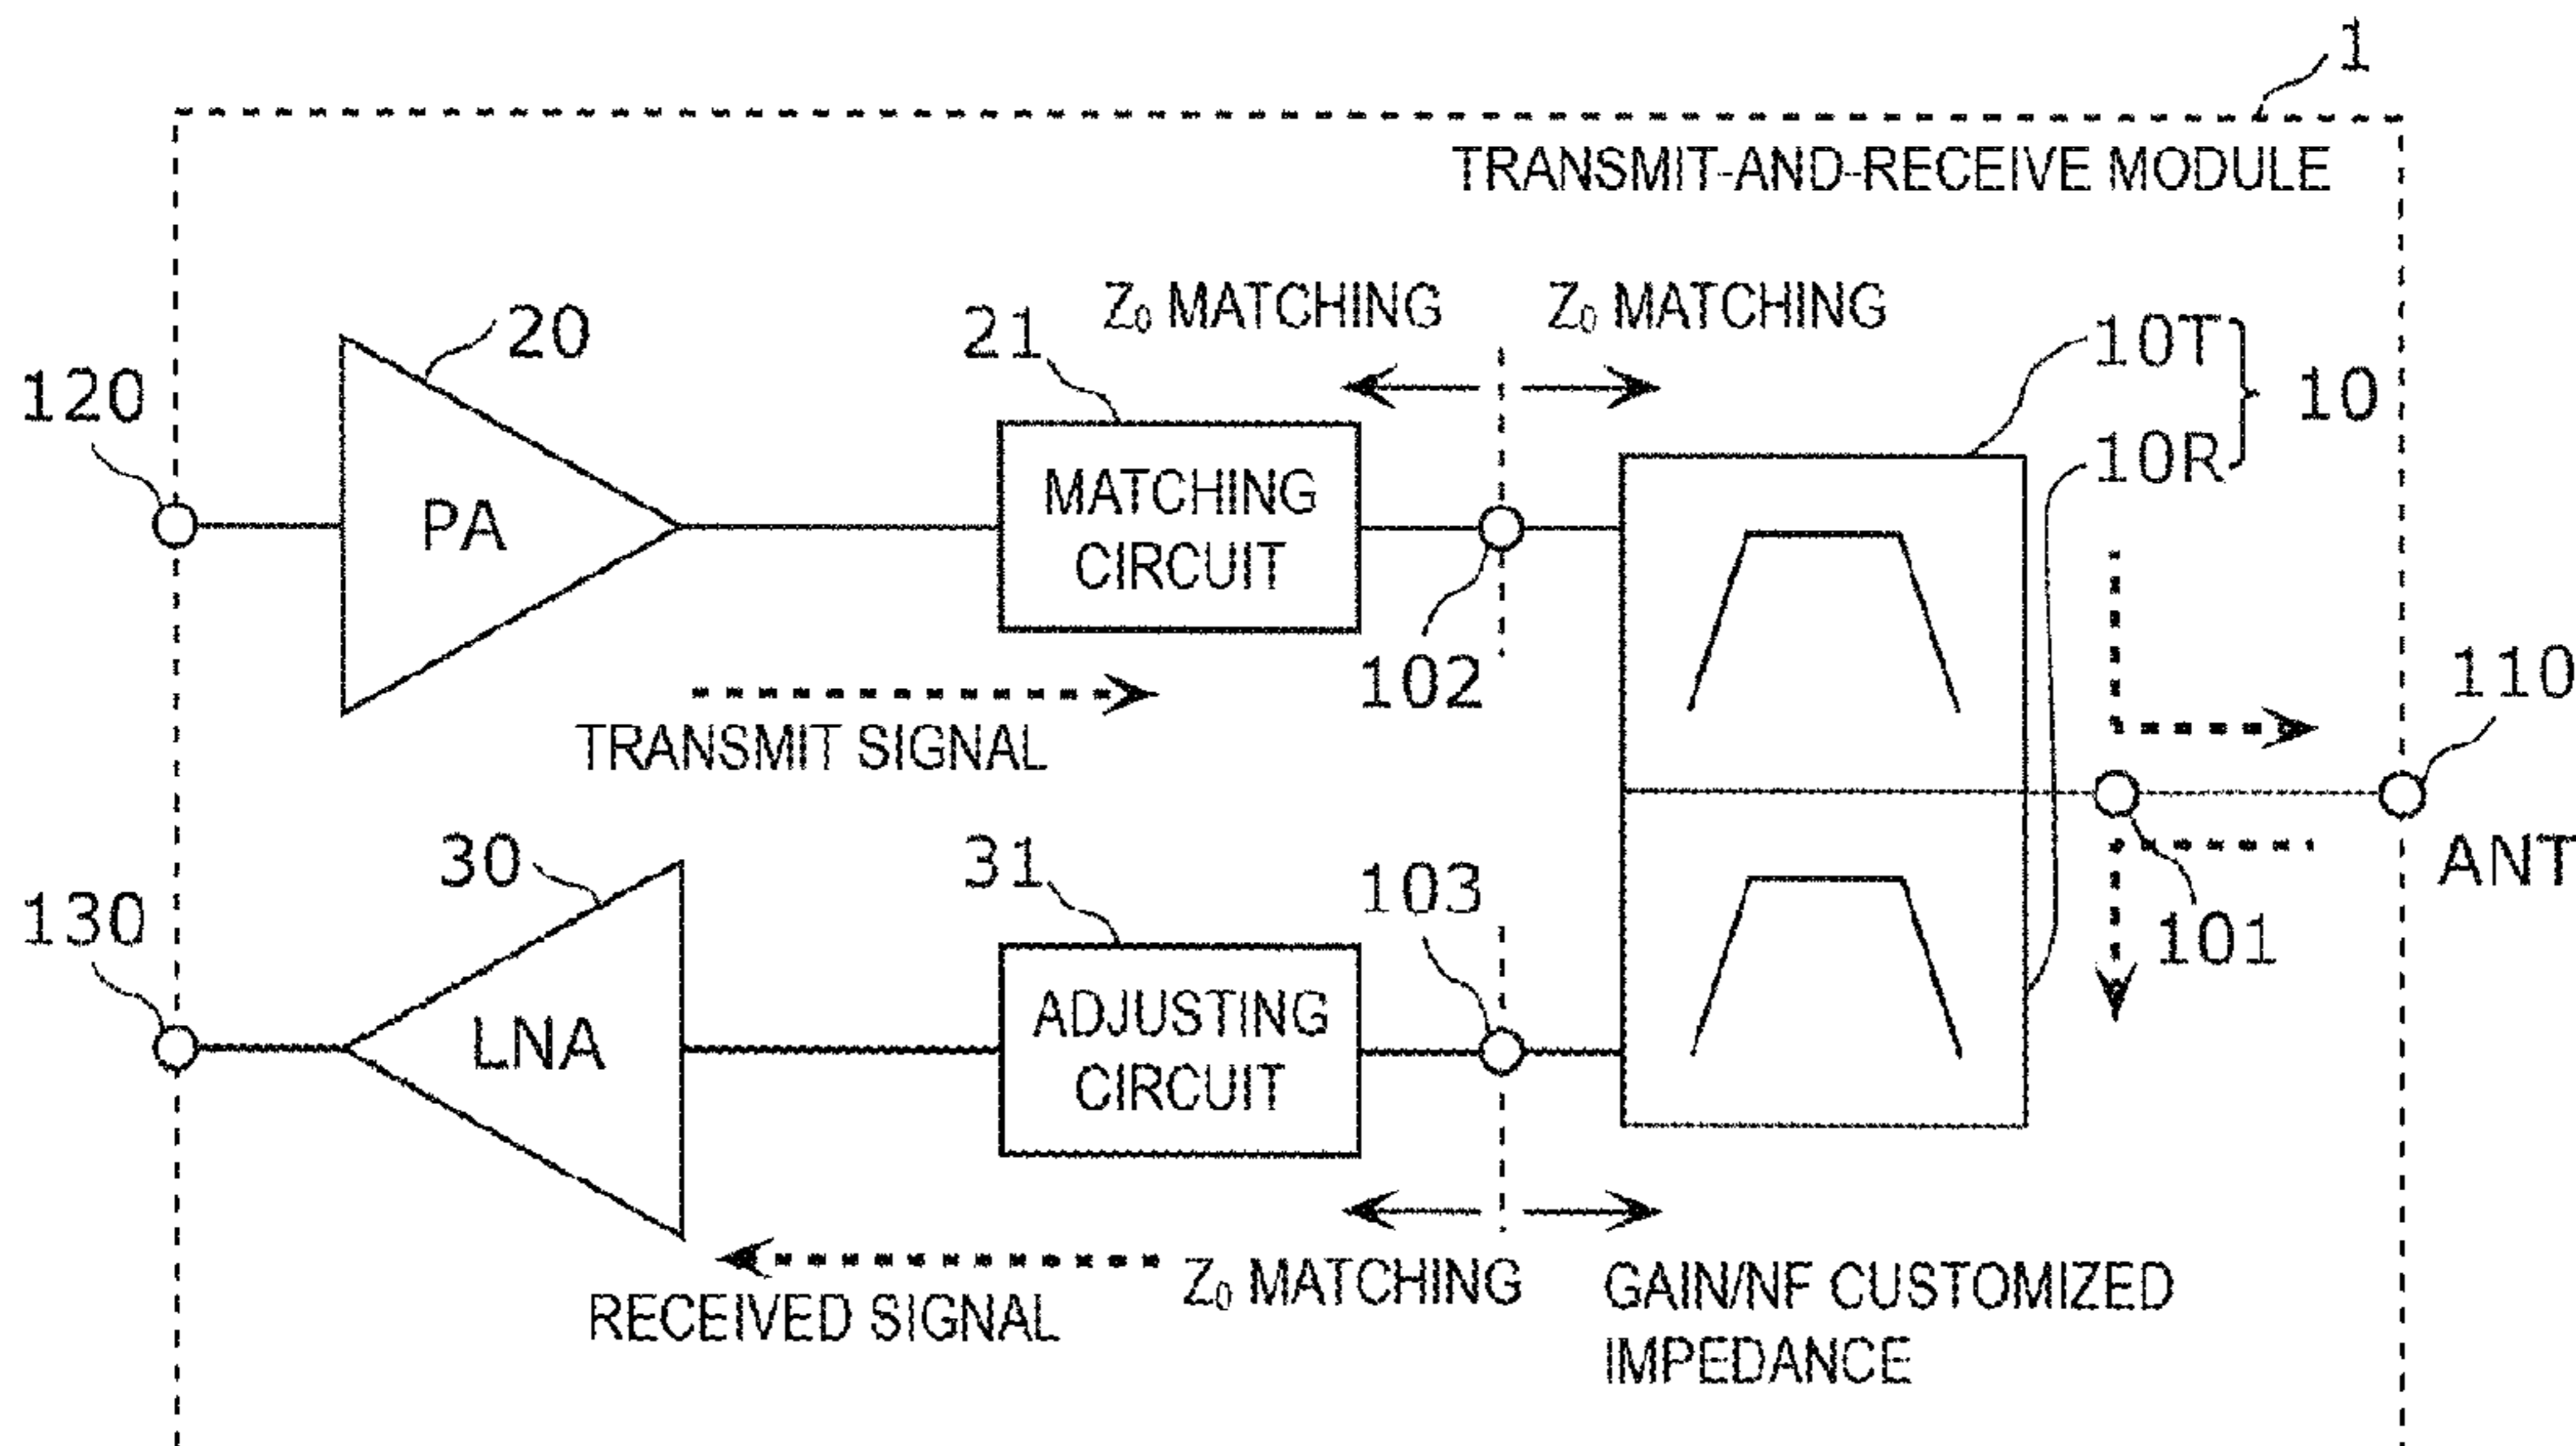 1
TRANSMIT-AND-RECEIVE MODULE
Z₀ MATCHING
Z₀ MATCHING
20
21
10T
10
10R
120
PA
MATCHING
CIRCUIT
102
110
TRANSMIT SIGNAL
ANT
30
31
103
130
101
LNA
ADJUSTING
CIRCUIT
Z₀ MATCHING
GAIN/NF CUSTOMIZED
IMPEDANCE
RECEIVED SIGNAL